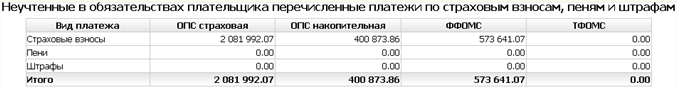 Неучтенные в обязательствах плательщика перечисленные платежи по страховым взносам, пеням и штрафам
Вид платежа ОПС страховая ОПС накопительная ФФОМС ТФОМС
Страховые взносы 2 081 992.07 400 873.86 573 641.07 0.00
Пени 0.00 0.00 0.00 0.00
Штрафы 0.00 0.00 0.00 0.00
Итого 2 081 992.07 400 873.86 573 641.07 0.00